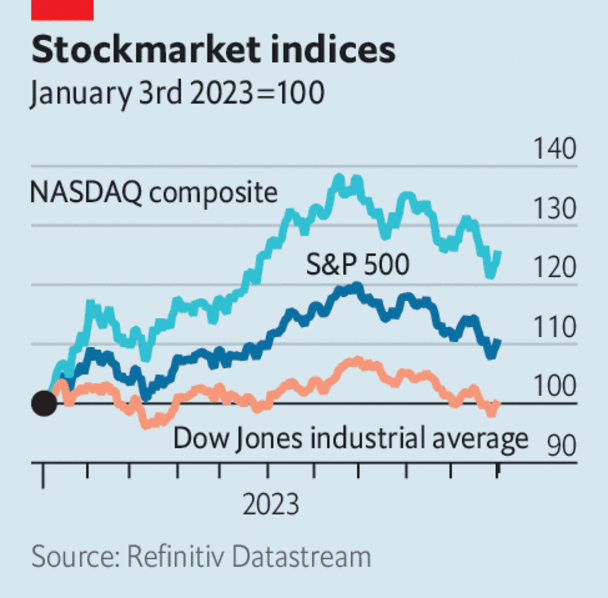 Stockmarket indices
January 3rd 2023=100
140
NASDAQ composite
130
S&P 500
120
110
100
Dow Jones industrial average
90
2023
Source: Refinitiv Datastream